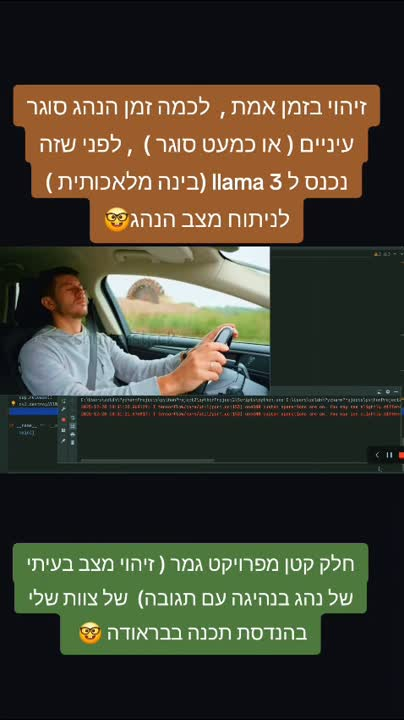 זיהוי בזמן אמת , לכמה זמן הנהג סוגר
עיניים ( או כמעט סוגר ) , לפני שזה
נכנס ל llama 3 (בינה מלאכותית )
לניתוח מצב הנהג🤓
חלק קטן מפרויקט גמר ( זיהוי מצב בעיתי
של נהג בנהיגה עם תגובה) של צוות שלי
בהנדסת תכנה בבראודה 🤓